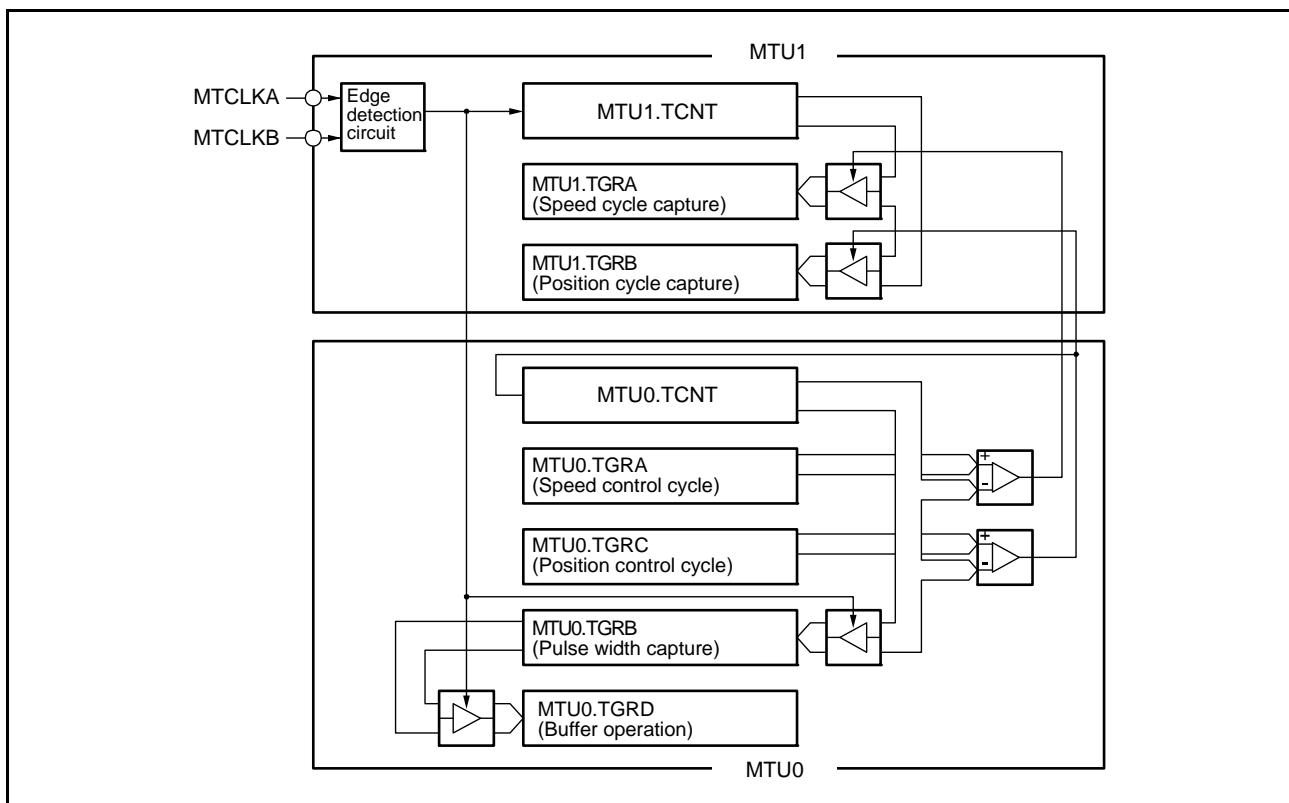 MTU1
MTCLKA
MTCLKB
Edge
detection
circuit
MTU1.TCNT
MTU1.TGRA
(Speed cycle capture)
MTU1.TGRB
(Position cycle capture)
MTU0.TCNT
MTU0.TGRA
(Speed control cycle)
+
-
MTU0.TGRC
(Position control cycle)
+
-
MTU0.TGRB
(Pulse width capture)
MTU0.TGRD
(Buffer operation)
MTU0